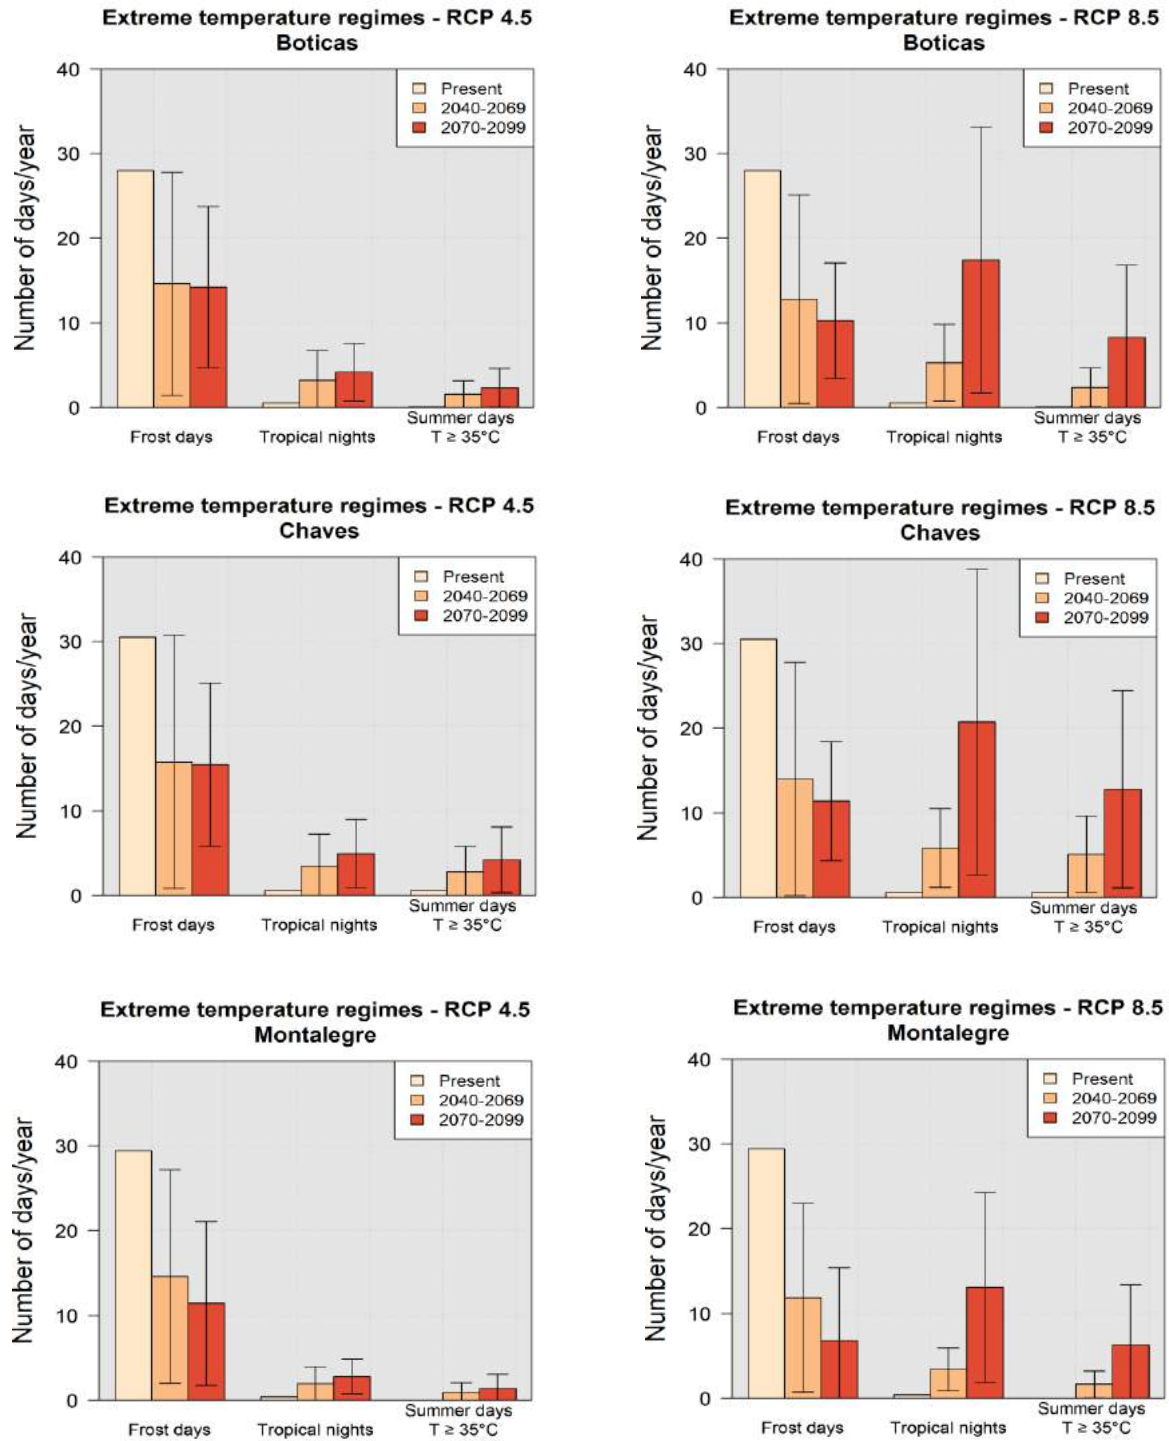 Extreme temperature regimes - RCP 4.5
Boticas
Number of days/year
40
30
20
10
0
Present
2040-2069
2070-2099
Frost days
Tropical nights
Summer days
T ≥ 35°C
Extreme temperature regimes - RCP 8.5
Boticas
Number of days/year
40
30
20
10
0
Present
2040-2069
2070-2099
Frost days
Tropical nights
Summer days
T ≥ 35°C
Extreme temperature regimes - RCP 4.5
Chaves
Number of days/year
40
30
20
10
0
Present
2040-2069
2070-2099
Frost days
Tropical nights
Summer days
T ≥ 35°C
Extreme temperature regimes - RCP 8.5
Chaves
Number of days/year
40
30
20
10
0
Present
2040-2069
2070-2099
Frost days
Tropical nights
Summer days
T ≥ 35°C
Extreme temperature regimes - RCP 4.5
Montalegre
Number of days/year
40
30
20
10
0
Present
2040-2069
2070-2099
Frost days
Tropical nights
Summer days
T ≥ 35°C
Extreme temperature regimes - RCP 8.5
Montalegre
Number of days/year
40
30
20
10
0
Present
2040-2069
2070-2099
Frost days
Tropical nights
Summer days
T ≥ 35°C